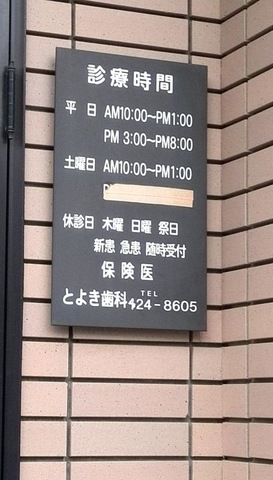 診療時間
平日 AM10:00〜PM1:00
PM 3:00〜PM8:00
土曜日 AM10:00〜PM1:00
休診日 木曜 日曜 祭日
新患 急患 随時受付
保険医
とよき歯科 TEL 424-8605